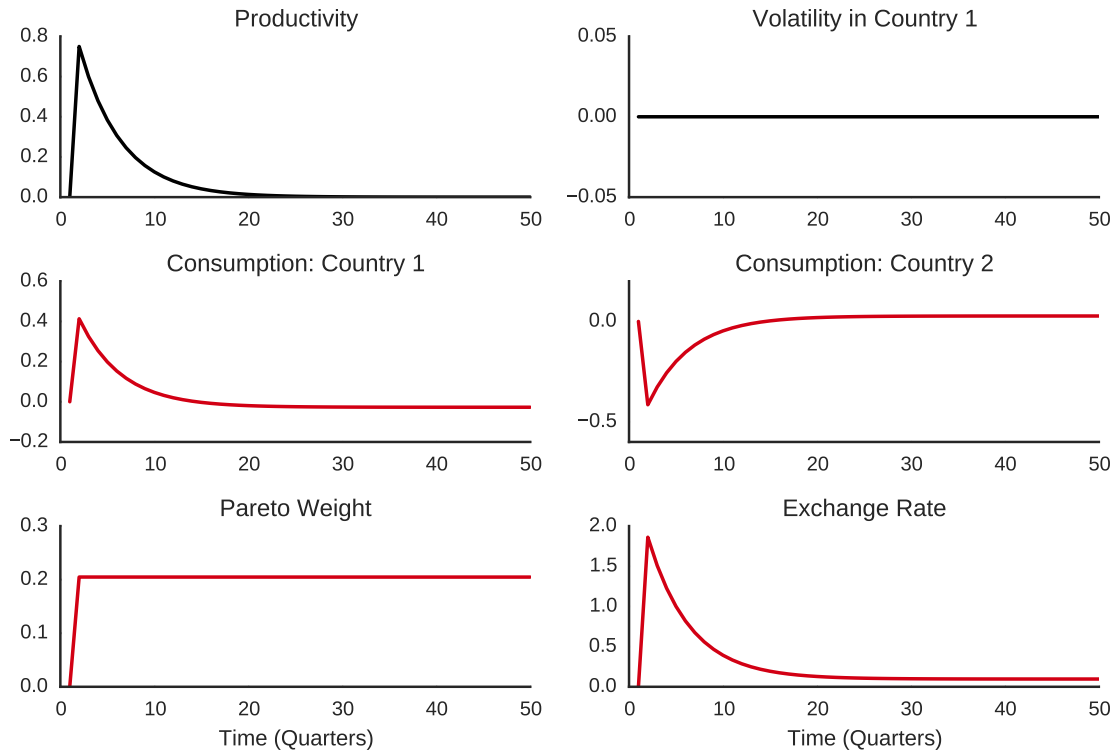 Productivity
0.8
0.6
0.4
0.2
0.0
0 10 20 30 40 50
Volatility in Country 1
0.05
0.00
−0.05
0 10 20 30 40 50
Consumption: Country 1
0.6
0.4
0.2
0.0
−0.2
0 10 20 30 40 50
Consumption: Country 2
0.0
−0.5
0 10 20 30 40 50
Pareto Weight
0.3
0.2
0.1
0.0
0 10 20 30 40 50
Time (Quarters)
Exchange Rate
2.0
1.5
1.0
0.5
0.0
0 10 20 30 40 50
Time (Quarters)